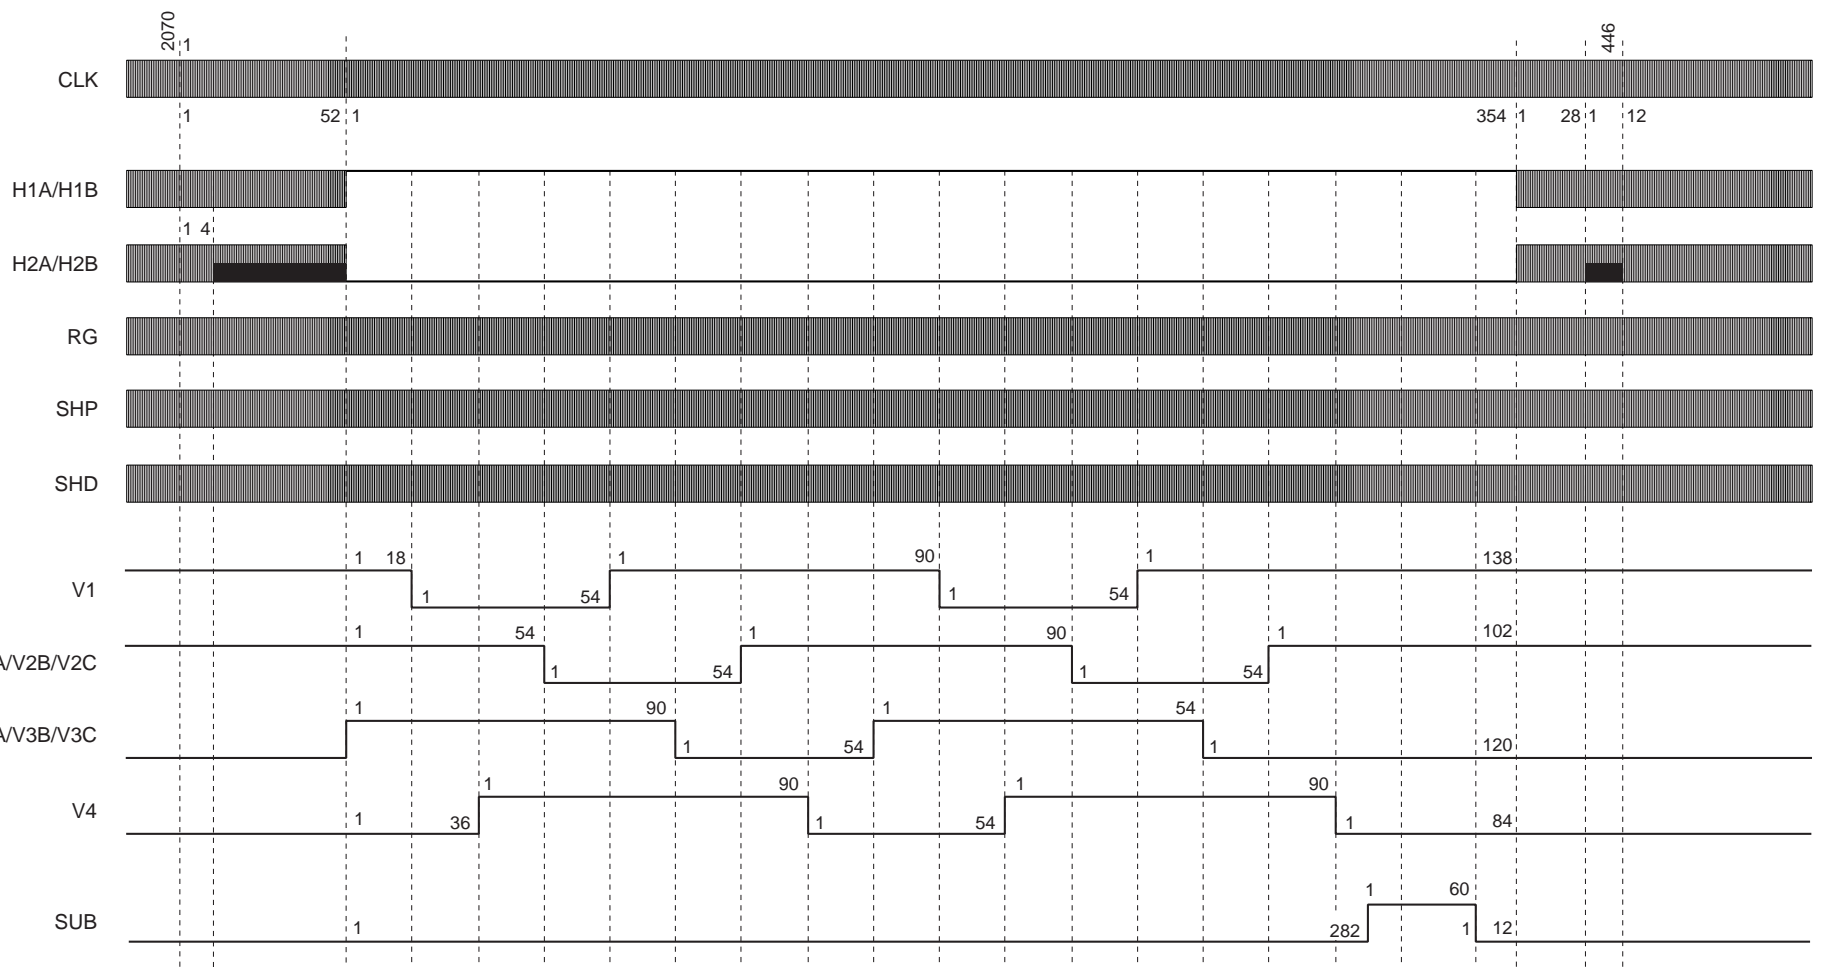 2070 1 446
CLK
1 52 1 354 1 28 1 12
H1A/H1B
1 4
H2A/H2B
RG
SHP
SHD
1 18 1 90 1 138
V1
1 54 1 54
1 54 1 90 1 102
A/V2B/V2C
1 54 1 54
1 90 1 54
A/V3B/V3C
1 54 1 120
1 90 1 90
V4
1 36 1 54 1 84
1 60
SUB
1 282 1 12